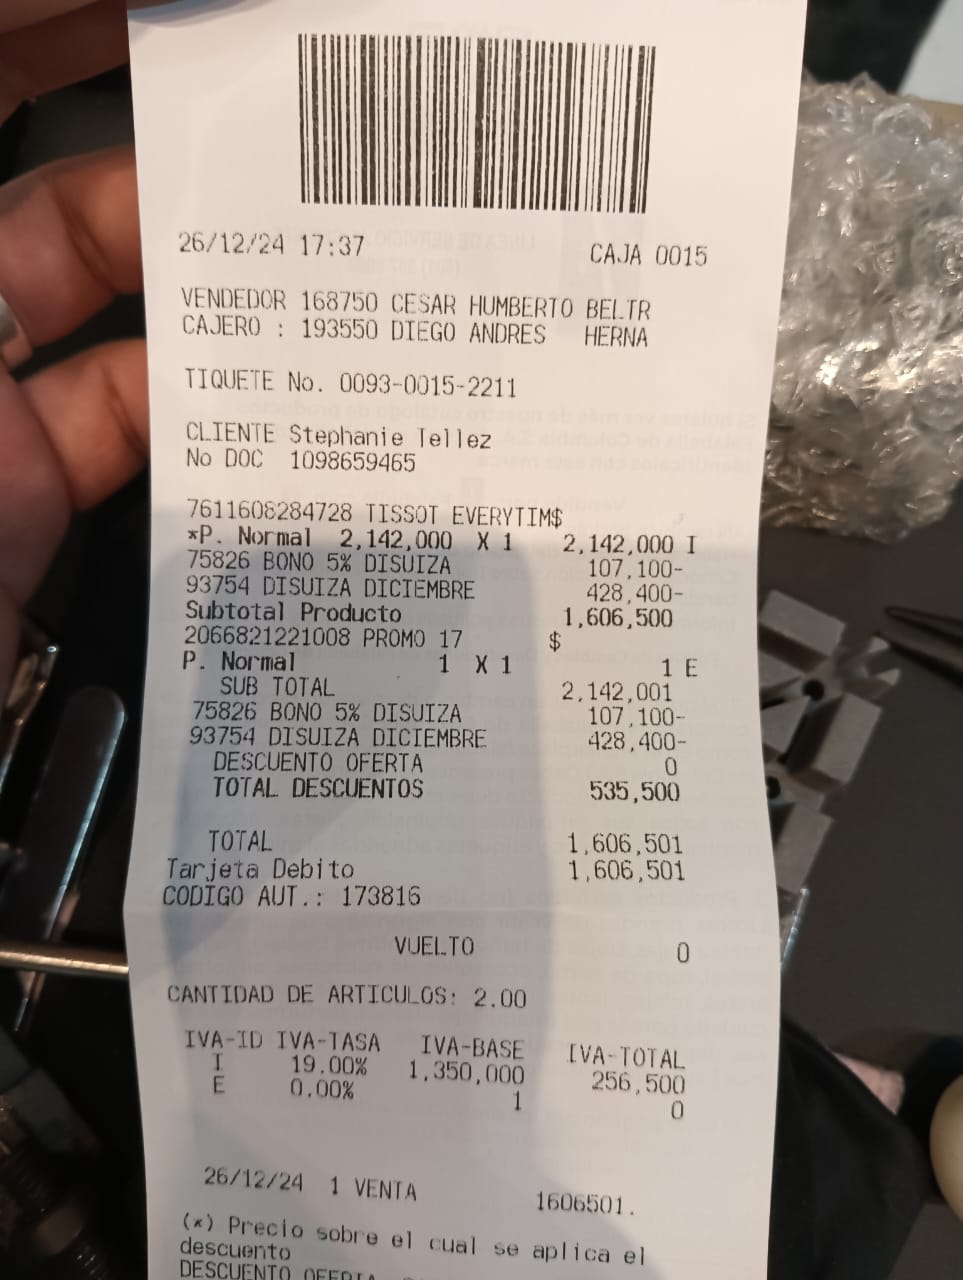 26/12/24 17:37 CAJA 0015
VENDEDOR 168750 CESAR HUMBERTO BELTR
CAJERO : 193550 DIEGO ANDRES HERNA
TIQUETE No. 0093-0015-2211
CLIENTE Stephanie Tellez
No DOC 1098659465
7611608284728 TISSOT EVERYTIM$
*P. Normal 2,142,000 X 1 2,142,000 I
75826 BONO 5% DISUIZA 107,100-
93754 DISUIZA DICTEMBRE 428,400-
Subtotal Producto 1,606,500
2066821221008 PROMO 17 $
P. Normal 1 X 1 1 E
SUB TOTAL 2,142,001
75826 BONO 5% DISUIZA 107,100-
93754 DISUIZA DICIEMBRE 428,400-
DESCUENTO OFERTA 0
TOTAL DESCUENTOS 535,500
TOTAL 1,606,501
Tarjeta Debito 1,606,501
CODIGO AUT.: 173816
VUELTO 0
CANTIDAD DE ARTICULOS: 2.00
IVA-ID IVA-TASA IVA-BASE IVA-TOTAL
I 19.00% 1,350,000 256,500
E 0.00% 1 0
26/12/24 1 VENTA 1606501.
(*) Precio sobre el cual se aplica el
descuento
DESCUENTO OFERTA